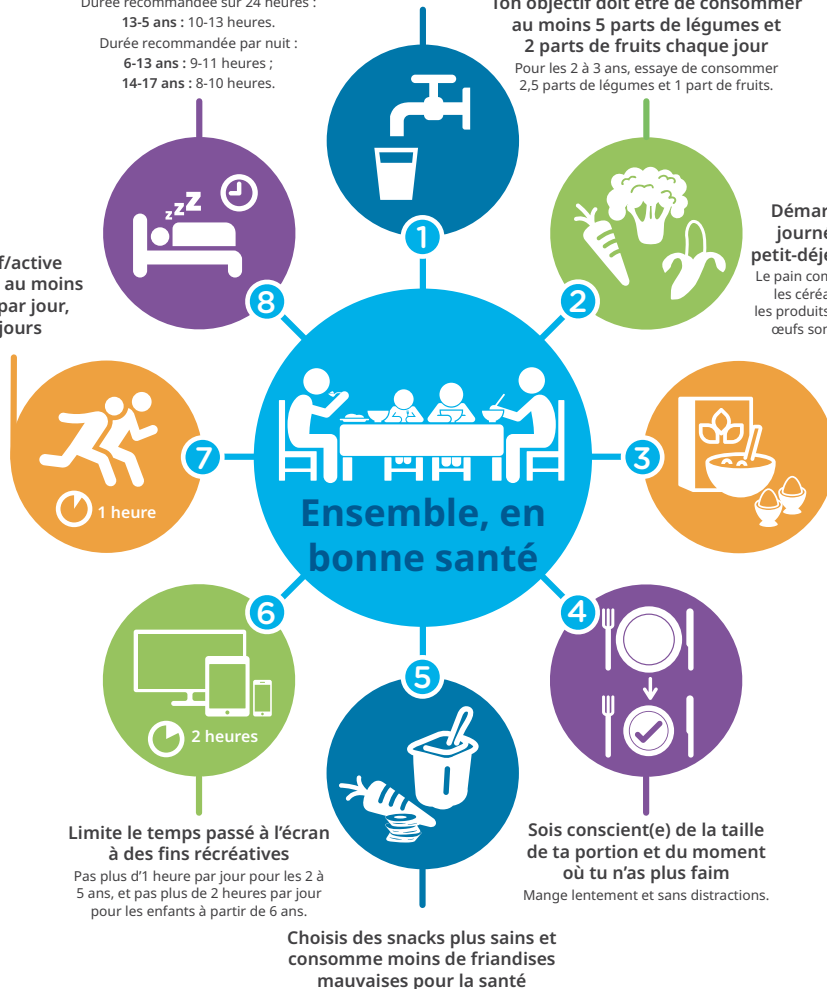 Durée recommandée sur 24 heures :
13-5 ans : 10-13 heures.
Durée recommandée par nuit :
6-13 ans : 9-11 heures ;
14-17 ans : 8-10 heures.
Ton objectif doit être de consommer
au moins 5 parts de légumes et
2 parts de fruits chaque jour
Pour les 2 à 3 ans, essaye de consommer
2,5 parts de légumes et 1 part de fruits.
zzz
1
2
8
f/active
au moins
par jour,
jours
journ
petit-déj
Le pain
les
les produits
œufs
3
7
1 heure
Ensemble, en
bonne santé
6
4
5
2 heures
Limite le temps passé à l’écran
à des fins récréatives
Pas plus d’1 heure par jour pour les 2 à
5 ans, et pas plus de 2 heures par jour
pour les enfants à partir de 6 ans.
Sois conscient(e) de la taille
de ta portion et du moment
où tu n'as plus faim
Mange lentement et sans distractions.
Choisis des snacks plus sains et
consomme moins de friandises
mauvaises pour la santé